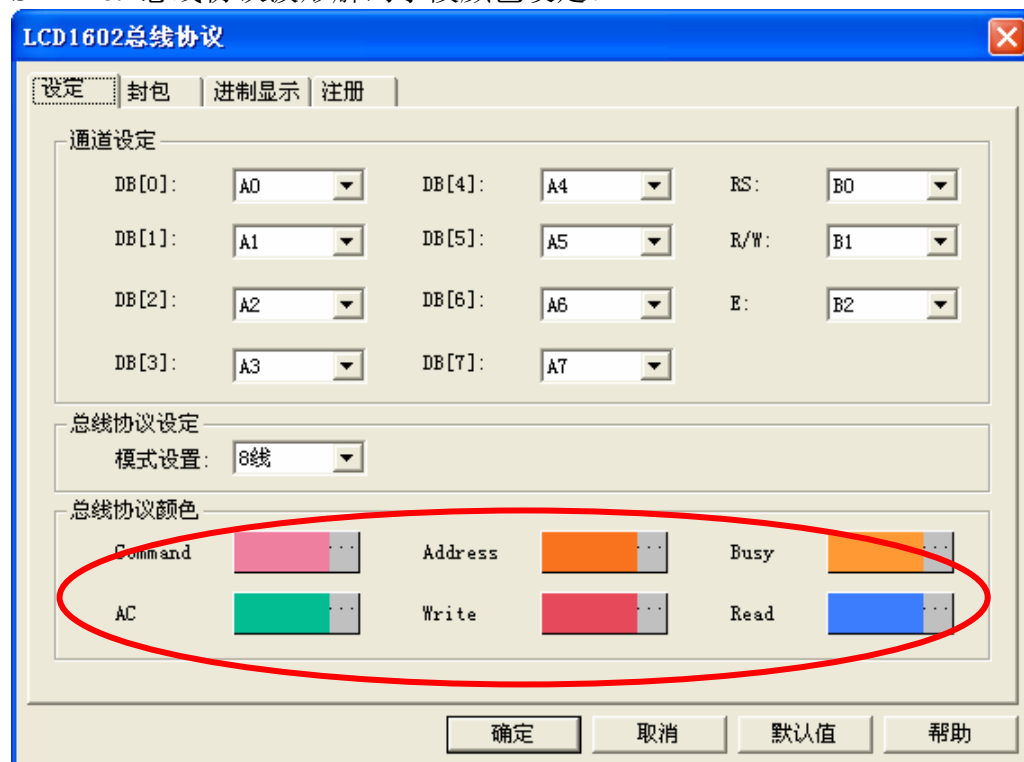 LCD1602总线协议
设定 封包 进制显示 注册
通道设定
DB[0]: A0 DB[4]: A4 RS: B0
DB[1]: A1 DB[5]: A5 R/W: B1
DB[2]: A2 DB[6]: A6 E: B2
DB[3]: A3 DB[7]: A7
总线协议设定
模式设置: 8线
总线协议颜色
Command ... Address ... Busy ...
AC ... Write ... Read ...
确定 取消 默认值 帮助